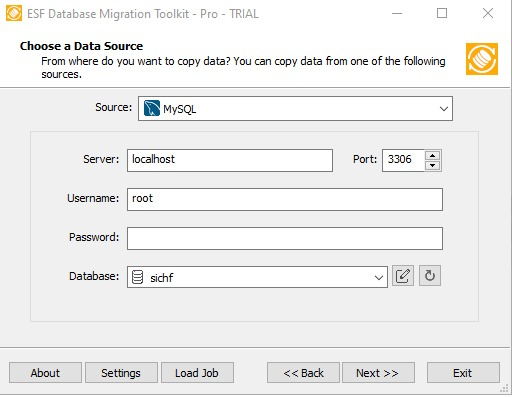 ESF Database Migration Toolkit - Pro - TRIAL
Choose a Data Source
From where do you want to copy data? You can copy data from one of the following
sources.
Source: MySQL
Server: localhost Port: 3306
Username: root
Password:
Database: sichf
About Settings Load Job << Back Next >> Exit